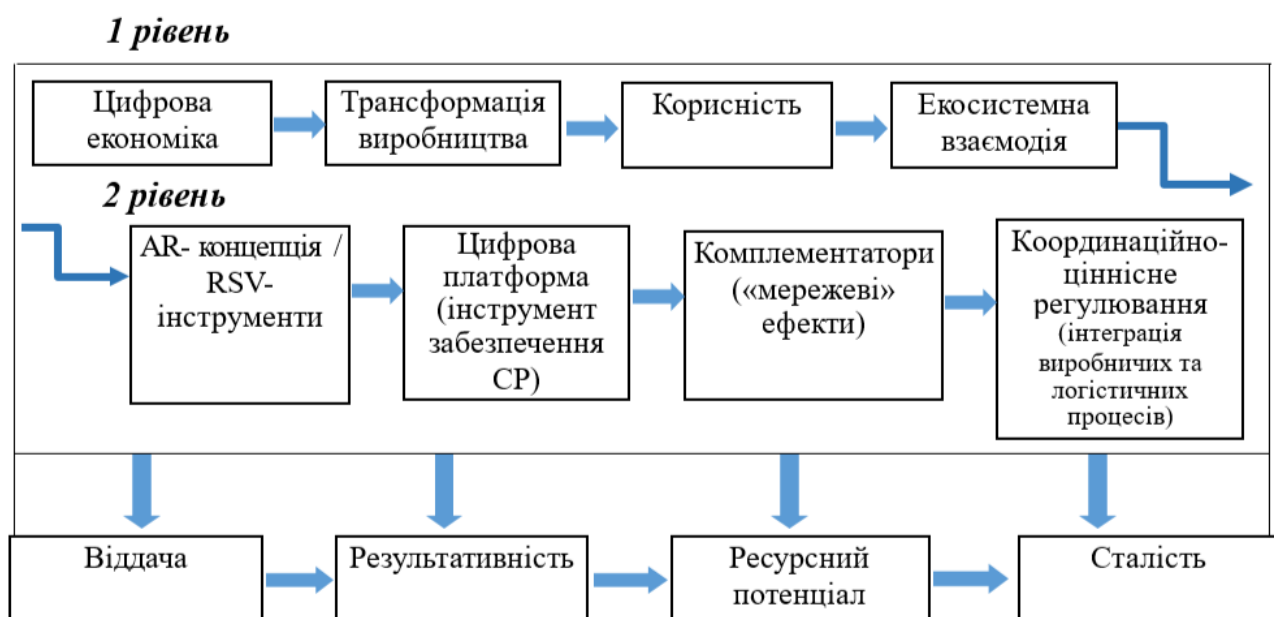 1 рівень
Цифрова
економіка
Трансформація
виробництва
Корисність
Екосистемна
взаємодія
2 рівень
AR- концепція /
RSV-
інструменти
Цифрова
платформа
(інструмент
забезпечення
СР)
Комплементатори
(«мережеві»
ефекти)
Координаційно-
ціннісне
регулювання
(інтеграція
виробничих та
логістичних
процесів)
Віддача
Результативність
Ресурсний
потенціал
Сталість